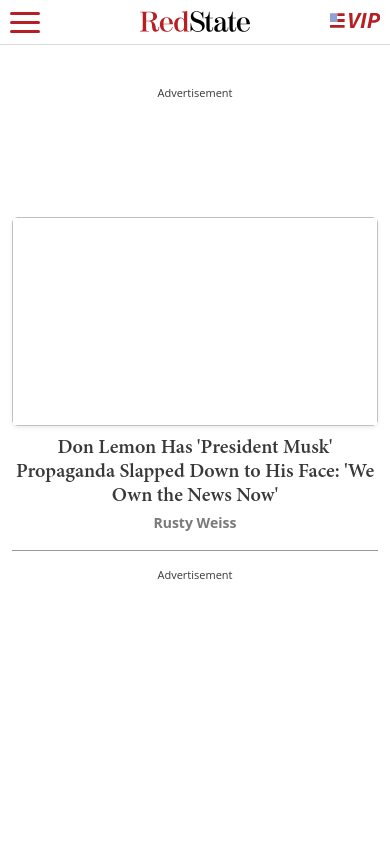 RedState
VIP
Advertisement
Don Lemon Has 'President Musk'
Propaganda Slapped Down to His Face: 'We
Own the News Now'
Rusty Weiss
Advertisement